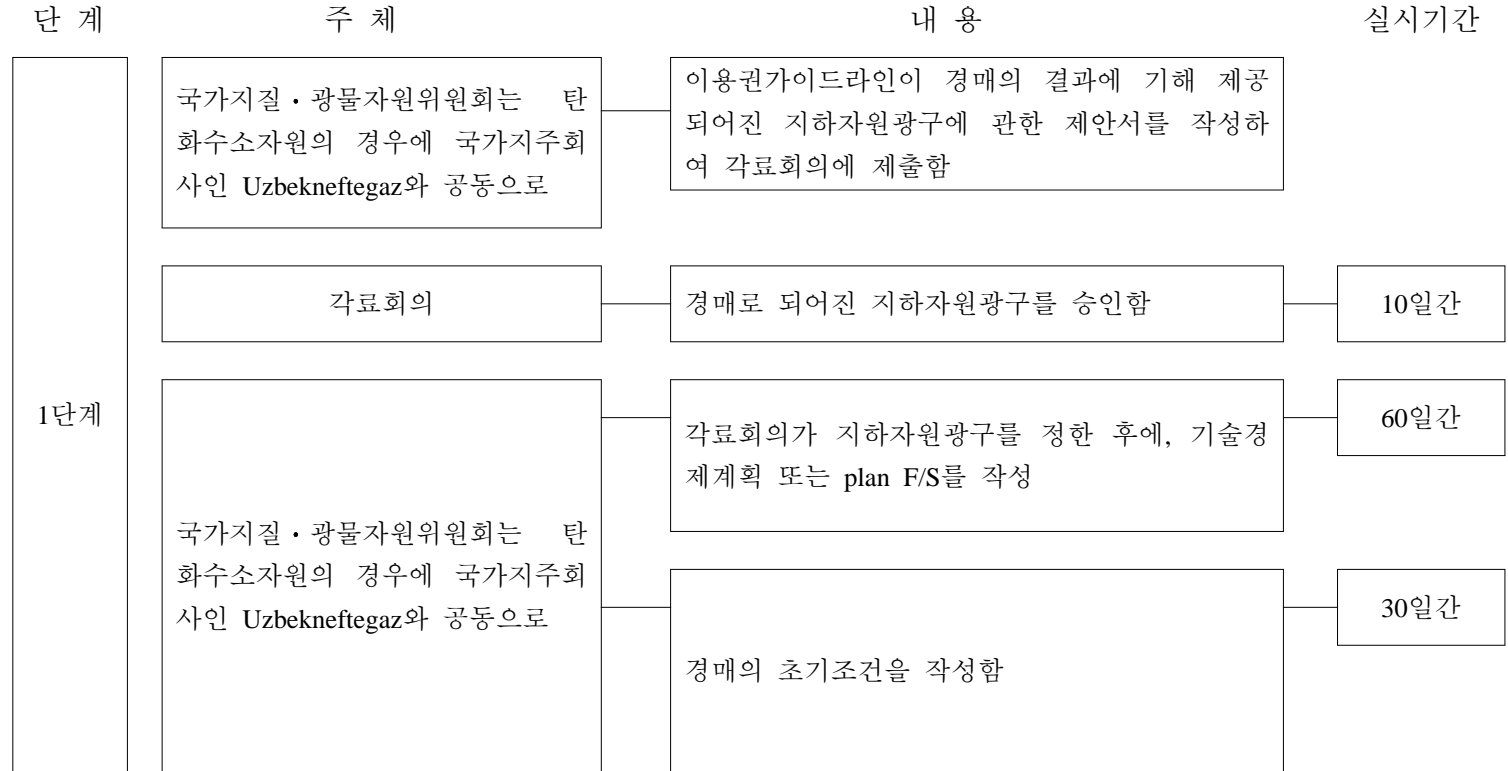 단 계 주 체 내 용 실시기간
국가지질・광물자원위원회는 탄
화수소자원의 경우에 국가지주회
사인 Uzbekneftegaz와 공동으로
이용권가이드라인이 경매의 결과에 기해 제공
되어진 지하자원광구에 관한 제안서를 작성하
여 각료회의에 제출함
각료회의
경매로 되어진 지하자원광구를 승인함
10일간
1단계
국가지질・광물자원위원회는 탄
화수소자원의 경우에 국가지주회
사인 Uzbekneftegaz와 공동으로
각료회의가 지하자원광구를 정한 후에, 기술경
제계획 또는 plan F/S를 작성
60일간
경매의 초기조건을 작성함
30일간